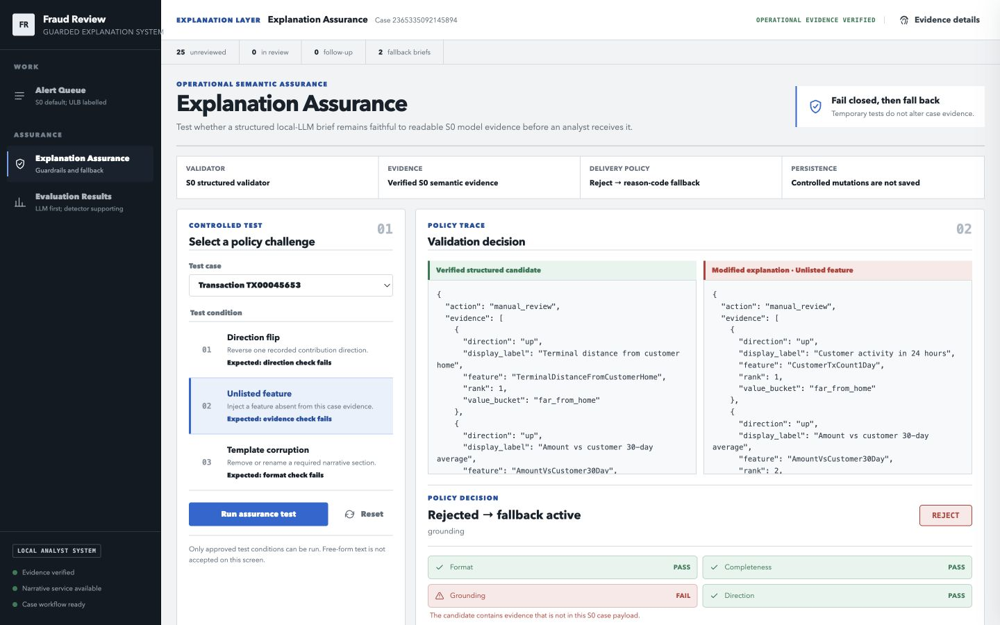 FR
Fraud Review
GUARDED EXPLANATION SYSTEM
WORK
Alert Queue
S0 default; ULB labelled
ASSURANCE
Explanation Assurance
Guardrails and fallback
Evaluation Results
LLM first; detector supporting
LOCAL ANALYST SYSTEM
Evidence verified
Narrative service available
Case workflow ready
EXPLANATION LAYER Explanation Assurance Case 2365335092145894
OPERATIONAL EVIDENCE VERIFIED
Evidence details
25 unreviewed
0 in review
0 follow-up
2 fallback briefs
OPERATIONAL SEMANTIC ASSURANCE
Explanation Assurance
Test whether a structured local-LLM brief remains faithful to readable S0 model evidence before an analyst receives it.
Fail closed, then fall back
Temporary tests do not alter case evidence.
VALIDATOR
S0 structured validator
EVIDENCE
Verified S0 semantic evidence
DELIVERY POLICY
Reject → reason-code fallback
PERSISTENCE
Controlled mutations are not saved
CONTROLLED TEST
01
Select a policy challenge
Test case
Transaction TX00045653
Test condition
01
Direction flip
Reverse one recorded contribution direction.
Expected: direction check fails
02
Unlisted feature
Inject a feature absent from this case evidence.
Expected: evidence check fails
03
Template corruption
Remove or rename a required narrative section.
Expected: format check fails
Run assurance test
Reset
Only approved test conditions can be run. Free-form text is not
accepted on this screen.
POLICY TRACE
02
Validation decision
Verified structured candidate
{
"action": "manual_review",
"evidence": [
{
"direction": "up",
"display_label": "Terminal distance from customer
home",
"feature": "TerminalDistanceFromCustomerHome",
"rank": 1,
"value_bucket": "far_from_home"
},
{
"direction": "up",
"display_label": "Amount vs customer 30-day
average",
"feature": "AmountVsCustomer30Day",
Modified explanation · Unlisted feature
{
"action": "manual_review",
"evidence": [
{
"direction": "up",
"display_label": "Customer activity in 24 hours",
"feature": "CustomerTxCount1Day",
"rank": 1,
"value_bucket": "far_from_home"
},
{
"direction": "up",
"display_label": "Amount vs customer 30-day
average",
"feature": "AmountVsCustomer30Day",
"rank": 2,
POLICY DECISION
Rejected → fallback active
grounding
REJECT
Format PASS
Completeness PASS
Grounding FAIL
Direction PASS
The candidate contains evidence that is not in this S0 case payload.